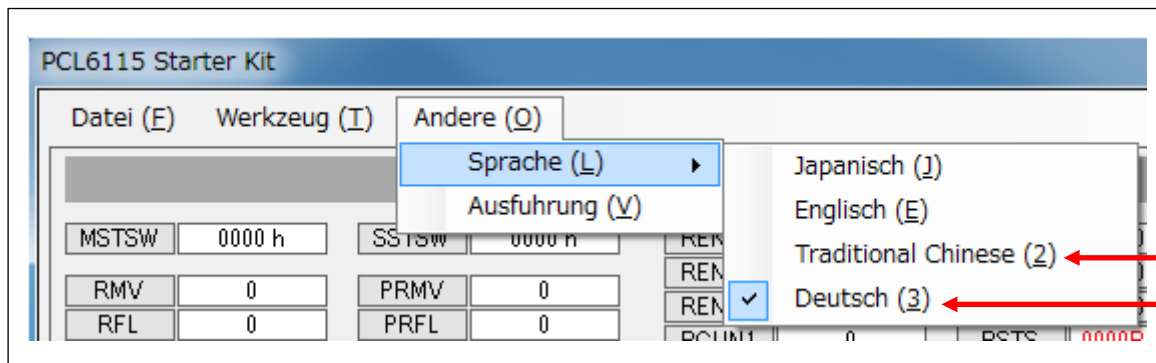 PCL6115 Starter Kit
Datei (F) Werkzeug (T) Andere (O)
Sprache (L)
Ausfuhrung (V)
Japanisch (J)
Englisch (E)
Traditional Chinese (2)
Deutsch (3)
MSTSW 0000 h SSTSW 0000 h
RMV 0 PRMV 0
RFL 0 PRFL 0